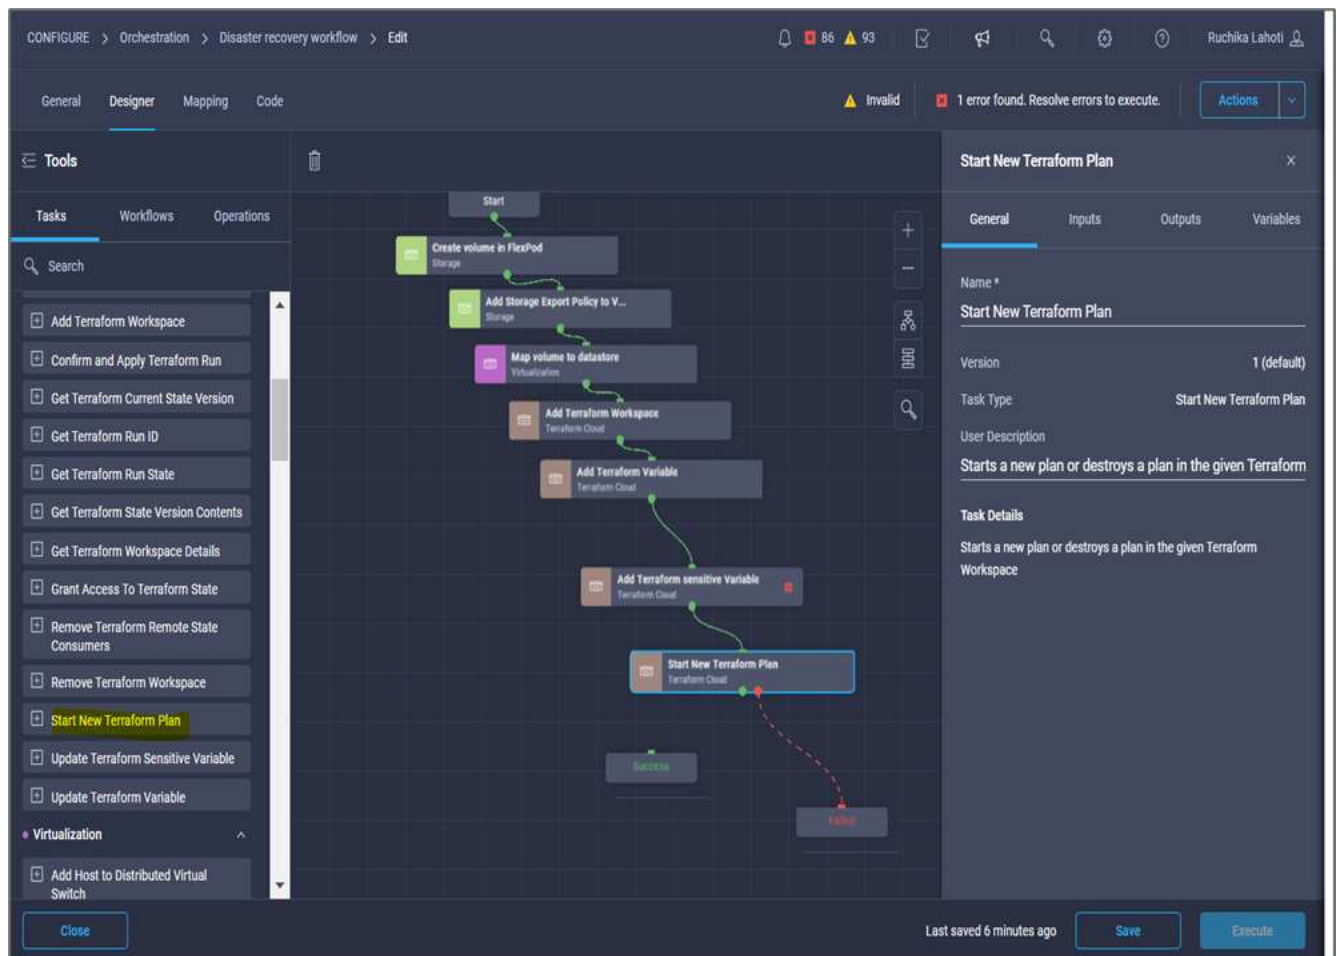 CONFIGURE > Orchestration > Disaster recovery workflow > Edit
86 93
Ruchika Lahoti
General Designer Mapping Code
Invalid
1 error found. Resolve errors to execute.
Actions
Tools
Tasks Workflows Operations
Search
Add Terraform Workspace
Confirm and Apply Terraform Run
Get Terraform Current State Version
Get Terraform Run ID
Get Terraform Run State
Get Terraform State Version Contents
Get Terraform Workspace Details
Grant Access To Terraform State
Remove Terraform Remote State
Consumers
Remove Terraform Workspace
Start New Terraform Plan
Update Terraform Sensitive Variable
Update Terraform Variable
Virtualization
Add Host to Distributed Virtual
Switch
Start
Create volume in FlexPod
Storage
Add Storage Export Policy to V...
Storage
Map volume to datastore
Virtualization
Add Terraform Workspace
Terraform Cloud
Add Terraform Variable
Terraform Cloud
Add Terraform sensitive Variable
Terraform Cloud
Start New Terraform Plan
Terraform Cloud
Success
Failed
Start New Terraform Plan
General Inputs Outputs Variables
Name *
Start New Terraform Plan
Version 1 (default)
Task Type Start New Terraform Plan
User Description
Starts a new plan or destroys a plan in the given Terraform
Task Details
Starts a new plan or destroys a plan in the given Terraform
Workspace
Close
Last saved 6 minutes ago
Save
Execute